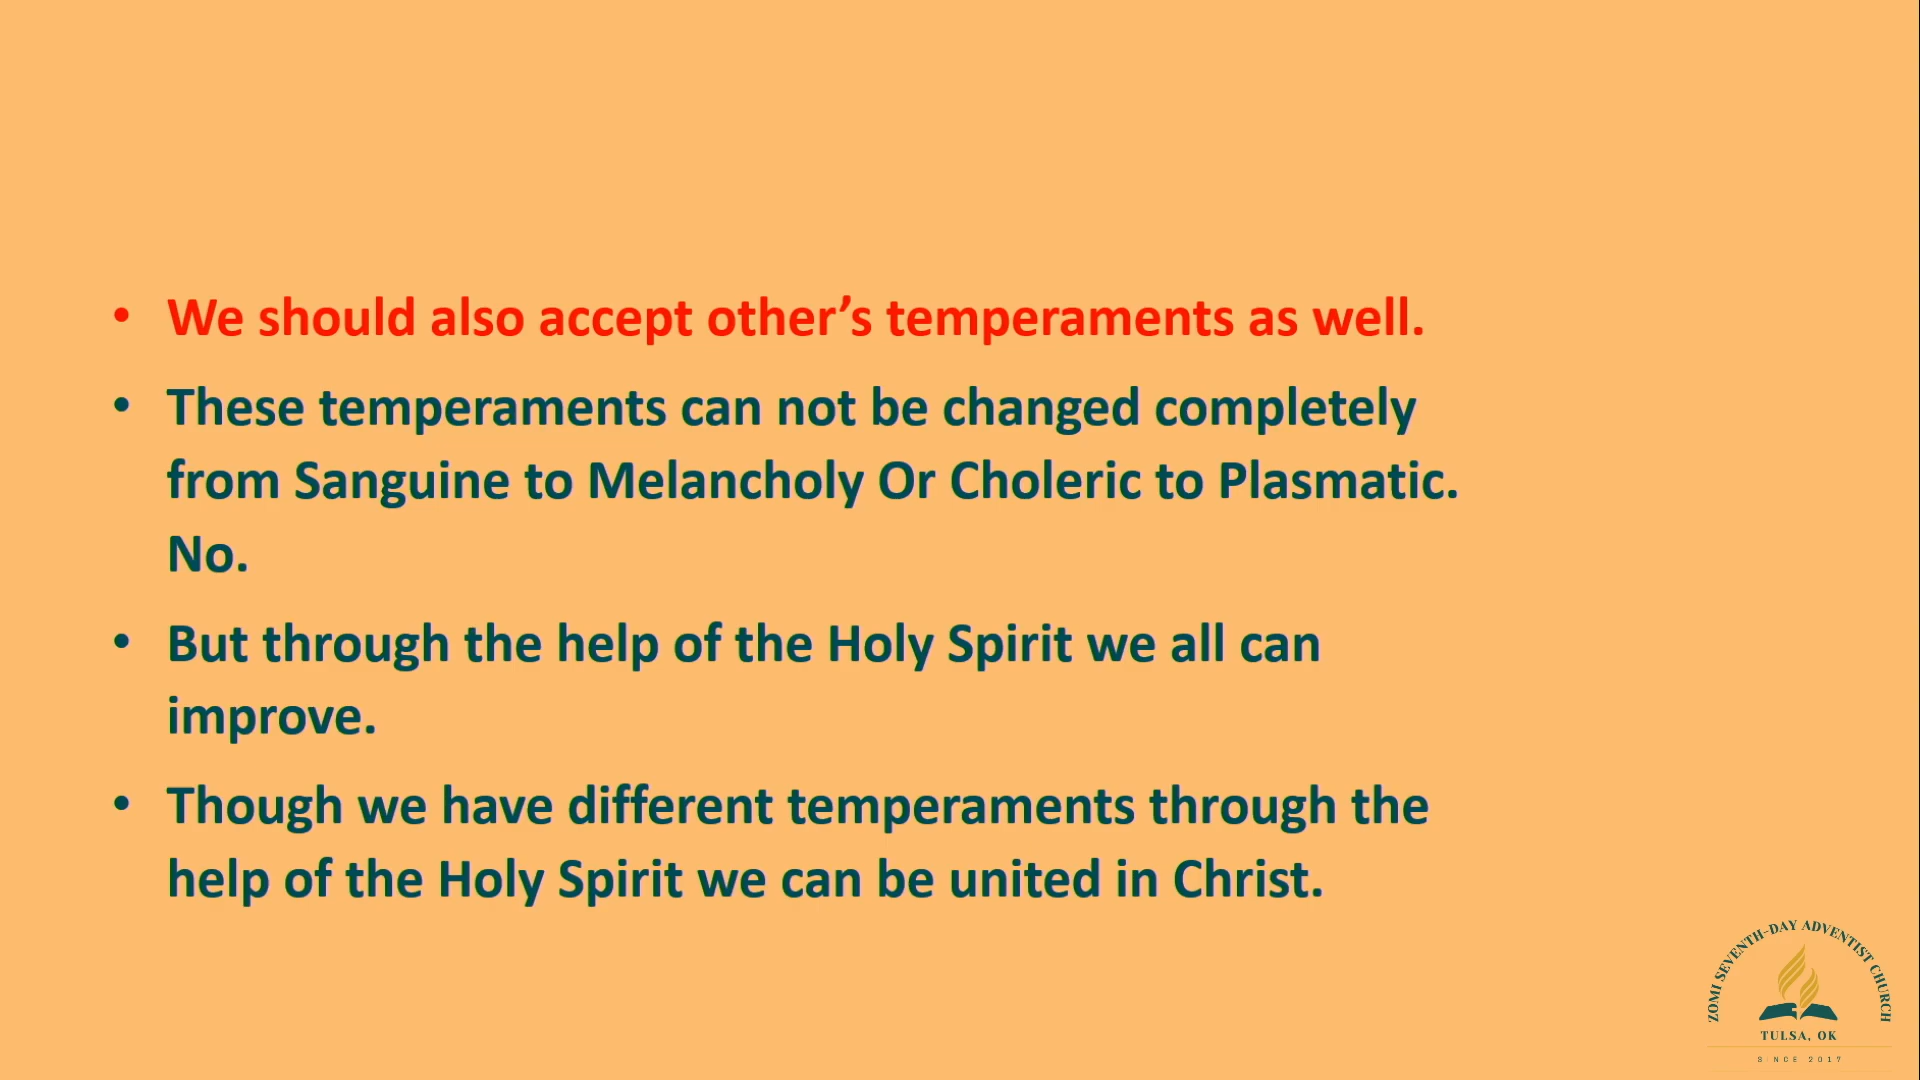 • We should also accept other’s temperaments as well.
• These temperaments can not be changed completely
from Sanguine to Melancholy Or Choleric to Plasmatic.
No.
• But through the help of the Holy Spirit we all can
improve.
• Though we have different temperaments through the
help of the Holy Spirit we can be united in Christ.
ZOMI SEVENTH-DAY ADVENTIST CHURCH
TULSA, OK
SINCE 2017